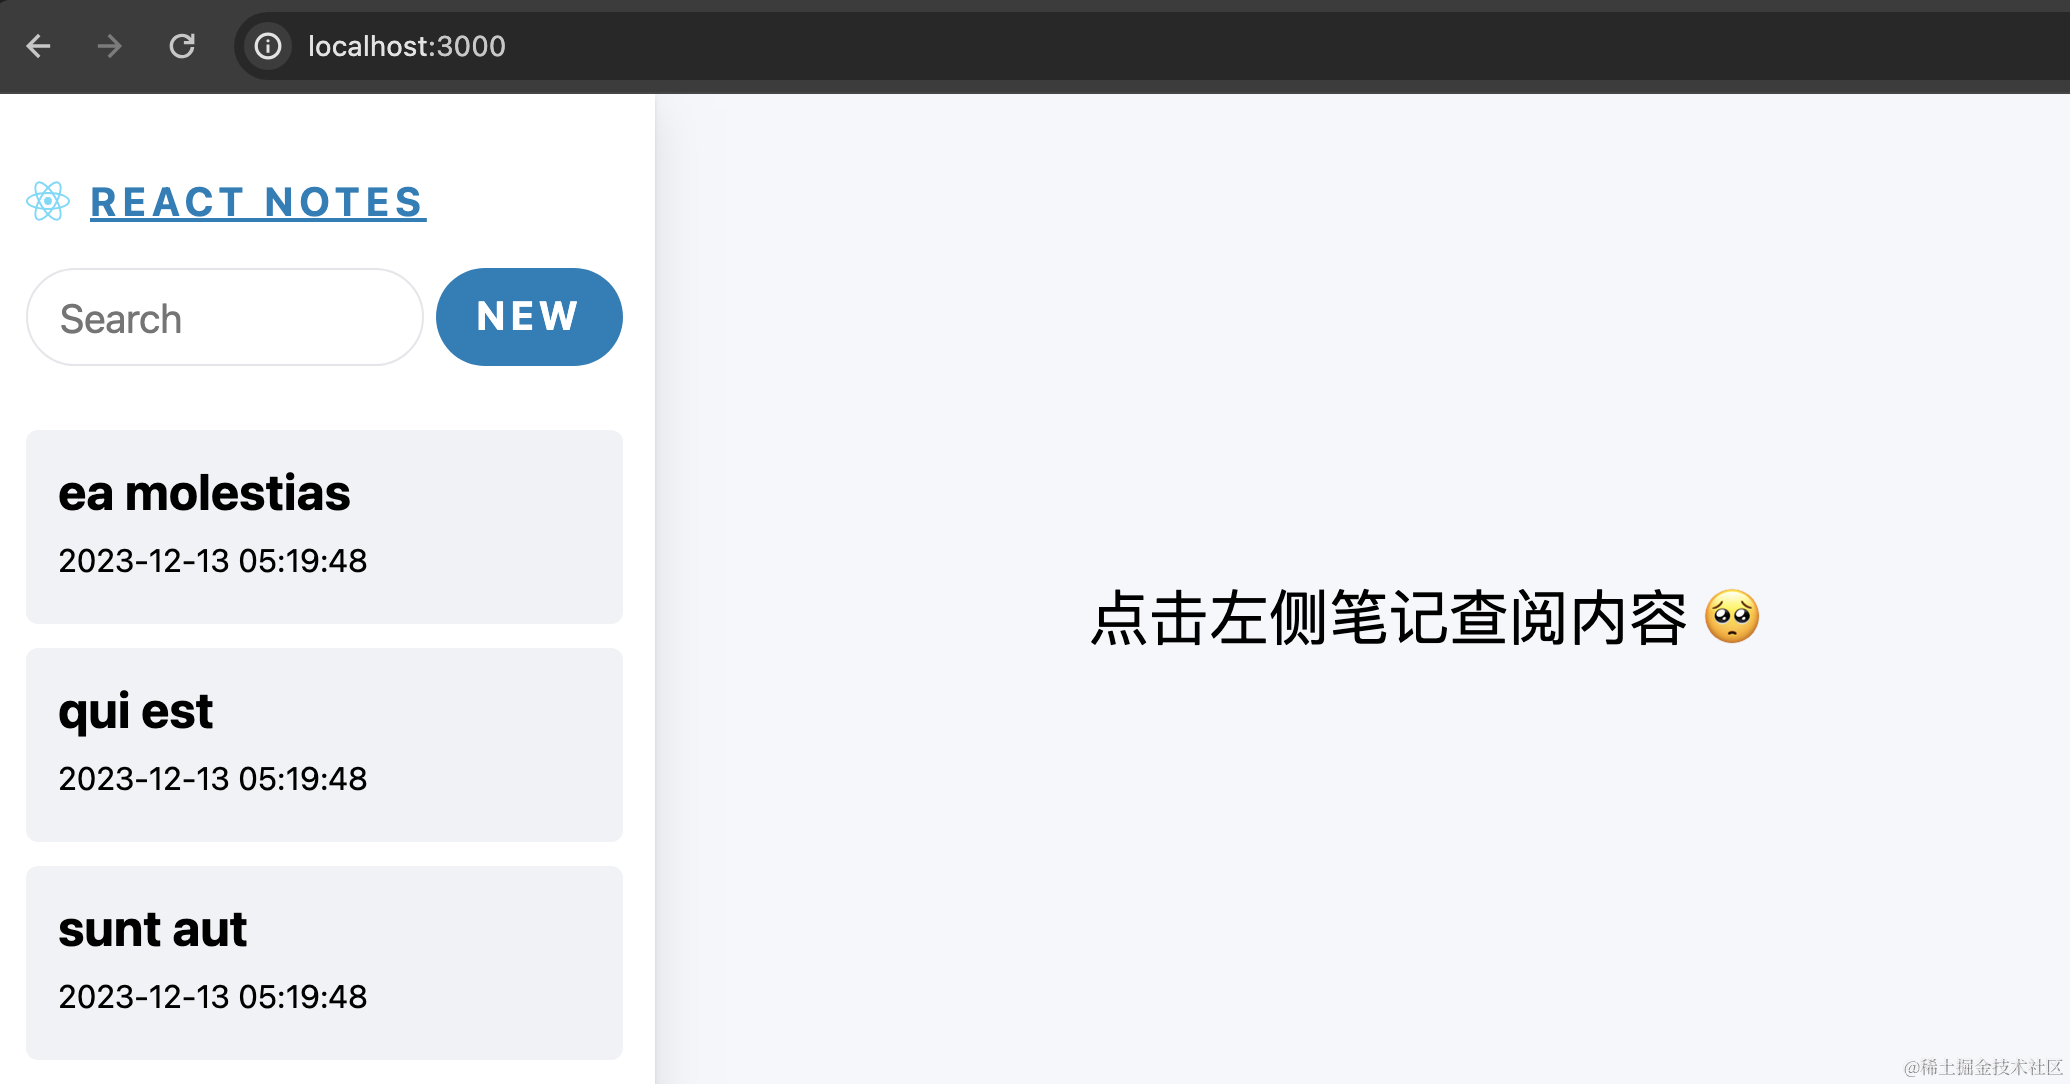 localhost:3000
REACT NOTES
Search
NEW
ea molestias
2023-12-13 05:19:48
qui est
2023-12-13 05:19:48
sunt aut
2023-12-13 05:19:48
点击左侧笔记查阅内容 🥺
@稀土掘金技术社区